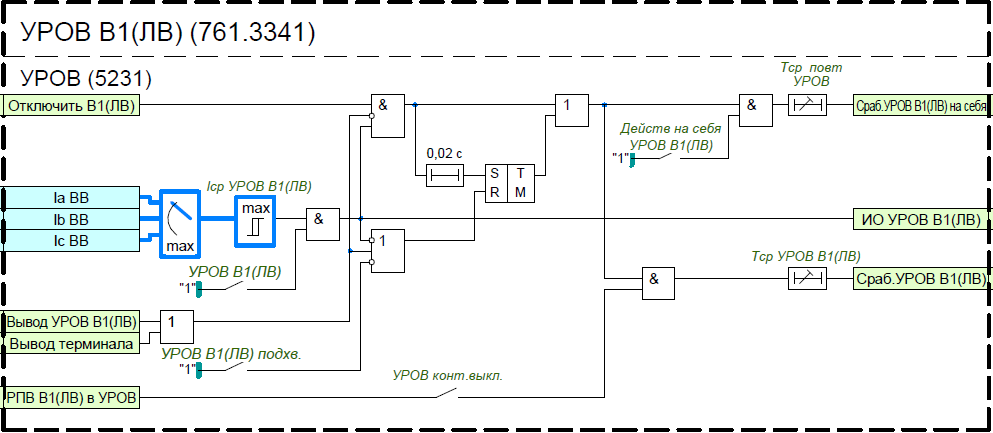 УРОВ В1(ЛВ) (761.3341)
УРОВ (5231)
Тср повт
УРОВ
Отключить В1(ЛВ)
&
1
&
Сраб.УРОВ В1(ЛВ) на себя
Действ на себя
УРОВ В1(ЛВ)
"1"
0,02 с
S T
R M
Ia ВВ
Ib ВВ
Ic ВВ
max
Iср УРОВ В1(ЛВ)
max
&
ИО УРОВ В1(ЛВ)
1
УРОВ В1(ЛВ)
"1"
Тср УРОВ В1(ЛВ)
&
Сраб.УРОВ В1(ЛВ)
Вывод УРОВ В1(ЛВ)
Вывод терминала
1
УРОВ В1(ЛВ) подхв.
"1"
УРОВ конт.выкл.
РПВ В1(ЛВ) в УРОВ